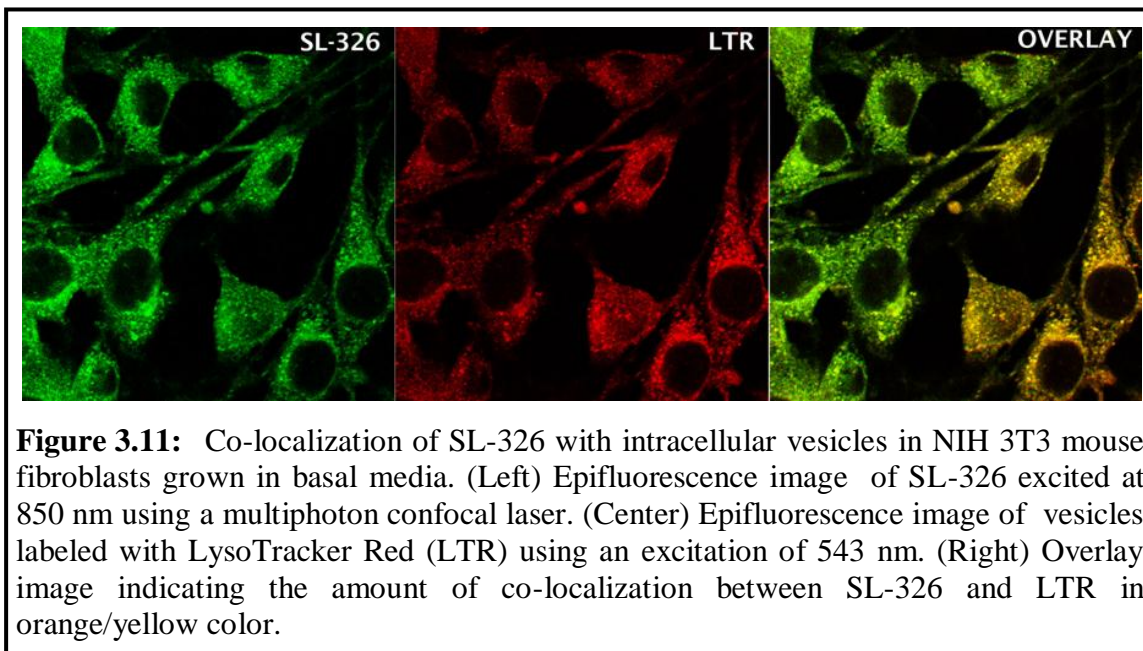 SL-326
LTR
OVERLAY
Figure 3.11: Co-localization of SL-326 with intracellular vesicles in NIH 3T3 mouse
fibroblasts grown in basal media. (Left) Epifluorescence image of SL-326 excited at
850 nm using a multiphoton confocal laser. (Center) Epifluorescence image of vesicles
labeled with LysoTracker Red (LTR) using an excitation of 543 nm. (Right) Overlay
image indicating the amount of co-localization between SL-326 and LTR in
orange/yellow color.